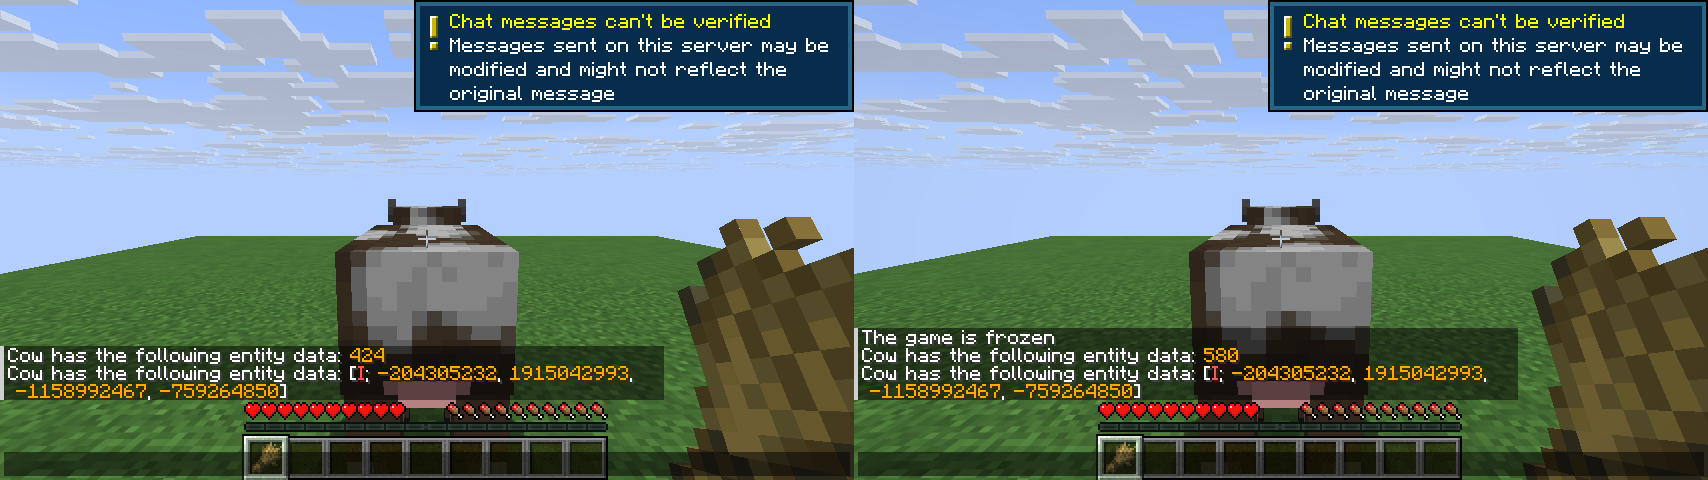 Chat messages can't be verified
Messages sent on this server may be
modified and might not reflect the
original message
Cow has the following entity data: 424
Cow has the following entity data: [I; -204305232, 1915042993,
-1158992467, -759264850]
Chat messages can't be verified
Messages sent on this server may be
modified and might not reflect the
original message
The game is frozen
Cow has the following entity data: 580
Cow has the following entity data: [I; -204305232, 1915042993,
-1158992467, -759264850]